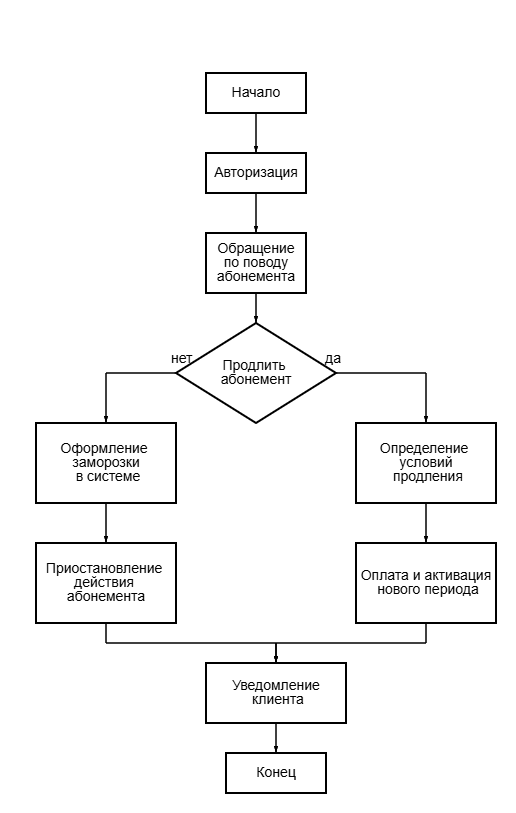 Начало
Авторизация
Обращение
по поводу
абонемента
нет
Продлить
абонемент
да
Оформление
заморозки
в системе
Определение
условий
продления
Приостановление
действия
абонемента
Оплата и активация
нового периода
Уведомление
клиента
Конец